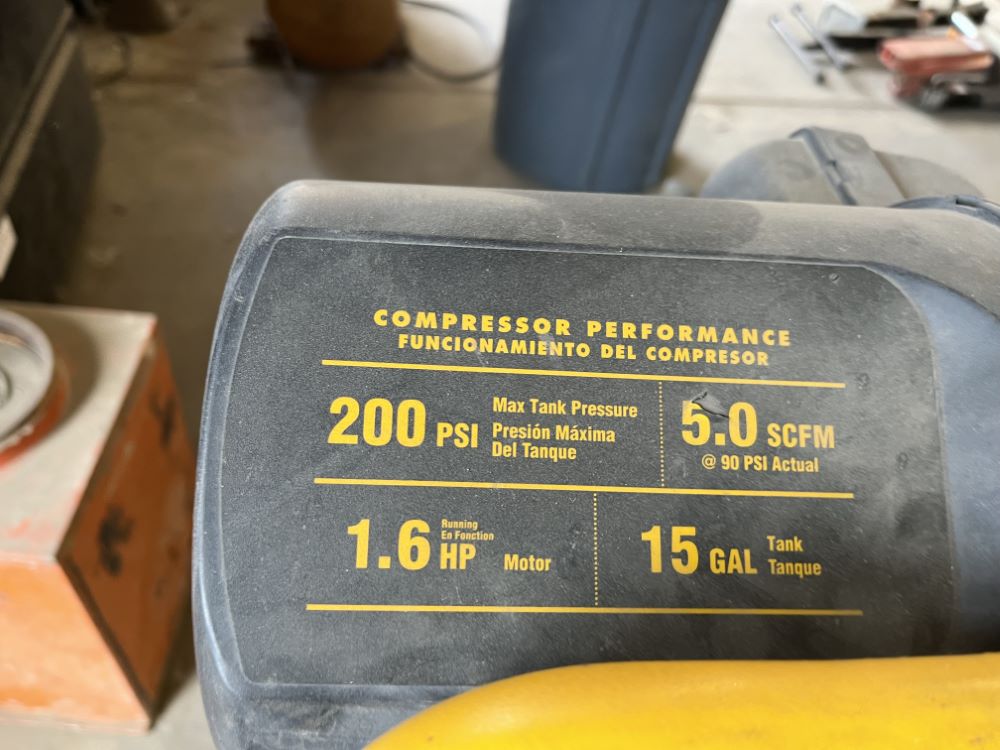 COMPRESSOR PERFORMANCE
FUNCIONAMIENTO DEL COMPRESOR
200 PSI Max Tank Pressure
Presión Máxima
Del Tanque
5.0 SCFM
@ 90 PSI Actual
1.6 HP Running
En Fonction
Motor
15 GAL Tank
Tanque